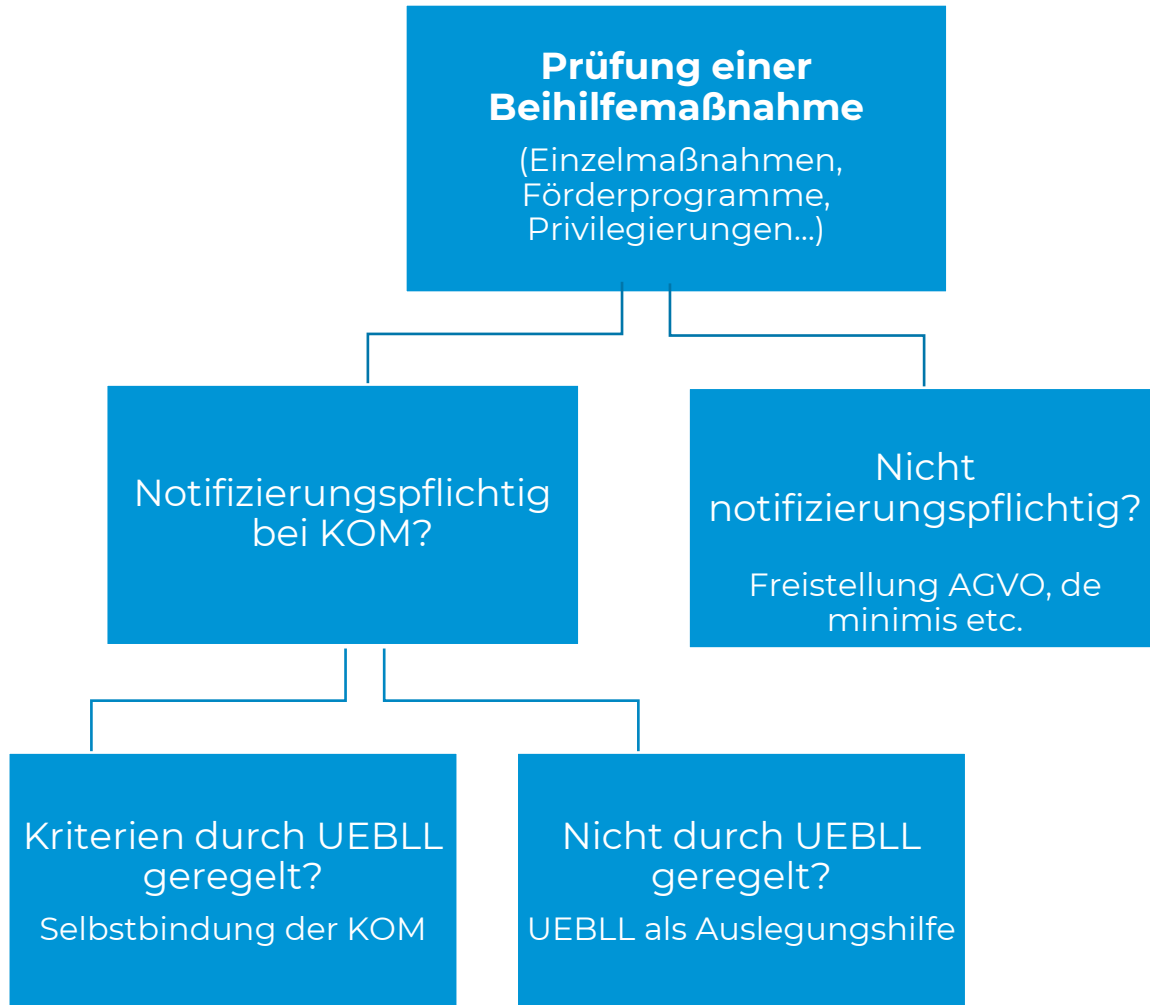 Prüfung einer
Beihilfemaßnahme
(Einzelmaßnahmen,
Förderprogramme,
Privilegierungen...)
Notifizierungspflichtig
bei KOM?
Nicht
notifizierungspflichtig?
Freistellung AGVO, de
minimis etc.
Kriterien durch UEBLL
geregelt?
Selbstbindung der KOM
Nicht durch UEBLL
geregelt?
UEBLL als Auslegungshilfe